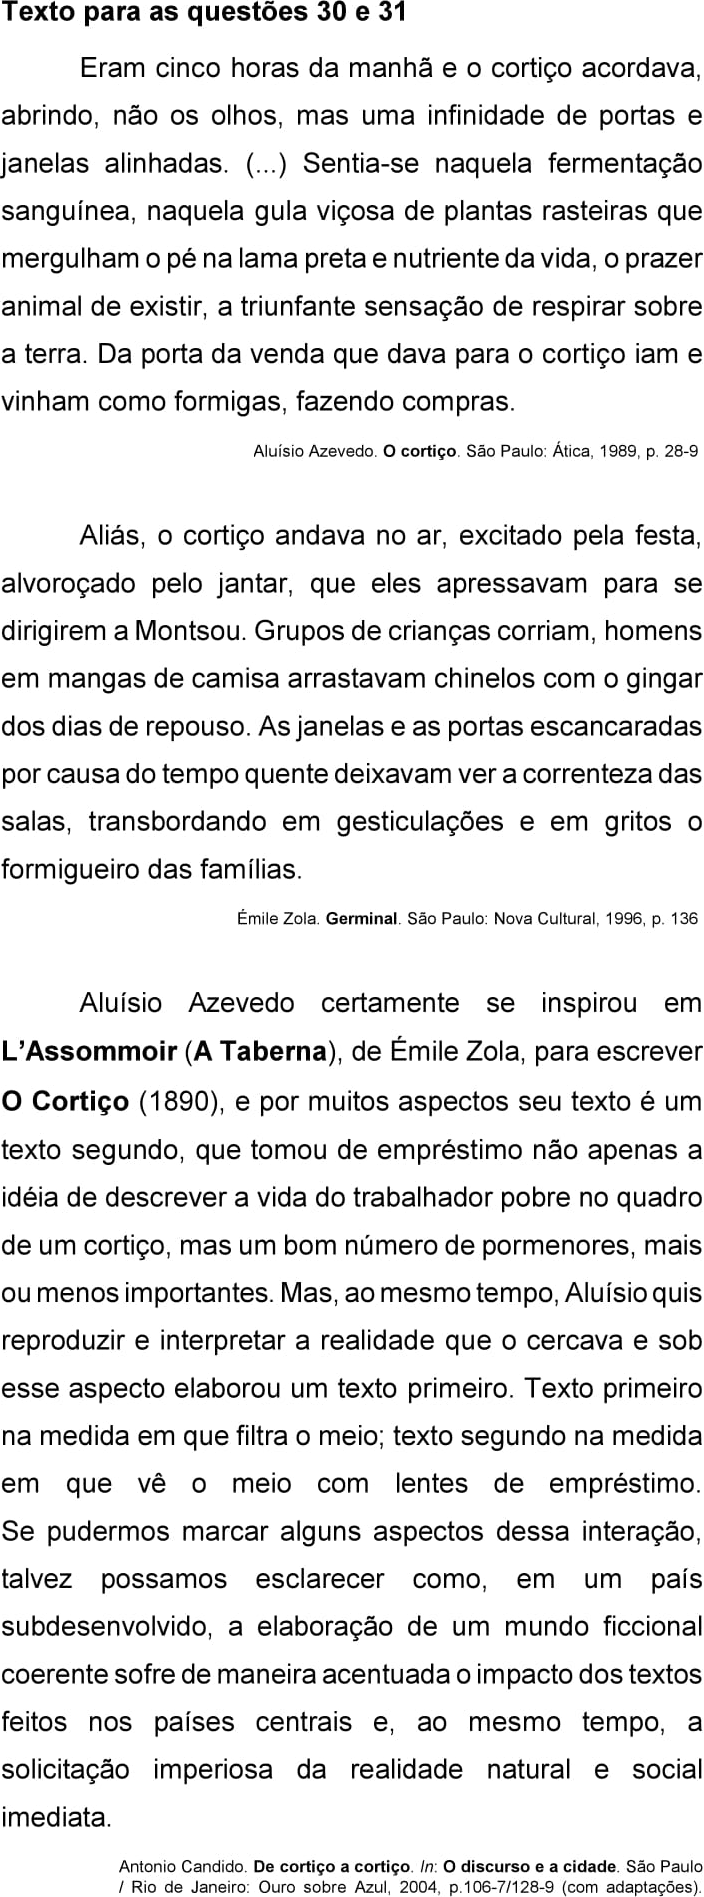 Texto para as questões 30 e 31
Eram cinco horas da manhã e o cortiço acordava,
abrindo, não os olhos, mas uma infinidade de portas e
janelas alinhadas. (...) Sentia-se naquela fermentação
sanguínea, naquela gula viçosa de plantas rasteiras que
mergulham o pé na lama preta e nutriente da vida, o prazer
animal de existir, a triunfante sensação de respirar sobre
a terra. Da porta da venda que dava para o cortiço iam e
vinham como formigas, fazendo compras.
Aluísio Azevedo. O cortiço. São Paulo: Ática, 1989, p. 28-9
Aliás, o cortiço andava no ar, excitado pela festa,
alvoroçado pelo jantar, que eles apressavam para se
dirigirem a Montsou. Grupos de crianças corriam, homens
em mangas de camisa arrastavam chinelos com o gingar
dos dias de repouso. As janelas e as portas escancaradas
por causa do tempo quente deixavam ver a correnteza das
salas, transbordando em gesticulações e em gritos o
formigueiro das famílias.
Émile Zola. Germinal. São Paulo: Nova Cultural, 1996, p. 136
Aluísio Azevedo certamente se inspirou em
L’Assommoir (A Taberna), de Émile Zola, para escrever
O Cortiço (1890), e por muitos aspectos seu texto é um
texto segundo, que tomou de empréstimo não apenas a
idéia de descrever a vida do trabalhador pobre no quadro
de um cortiço, mas um bom número de pormenores, mais
ou menos importantes. Mas, ao mesmo tempo, Aluísio quis
reproduzir e interpretar a realidade que o cercava e sob
esse aspecto elaborou um texto primeiro. Texto primeiro
na medida em que filtra o meio; texto segundo na medida
em que vê o meio com lentes de empréstimo.
Se pudermos marcar alguns aspectos dessa interação,
talvez possamos esclarecer como, em um país
subdesenvolvido, a elaboração de um mundo ficcional
coerente sofre de maneira acentuada o impacto dos textos
feitos nos países centrais e, ao mesmo tempo, a
solicitação imperiosa da realidade natural e social
imediata.
Antonio Candido. De cortiço a cortiço. In: O discurso e a cidade. São Paulo
/ Rio de Janeiro: Ouro sobre Azul, 2004, p.106-7/128-9 (com adaptações).